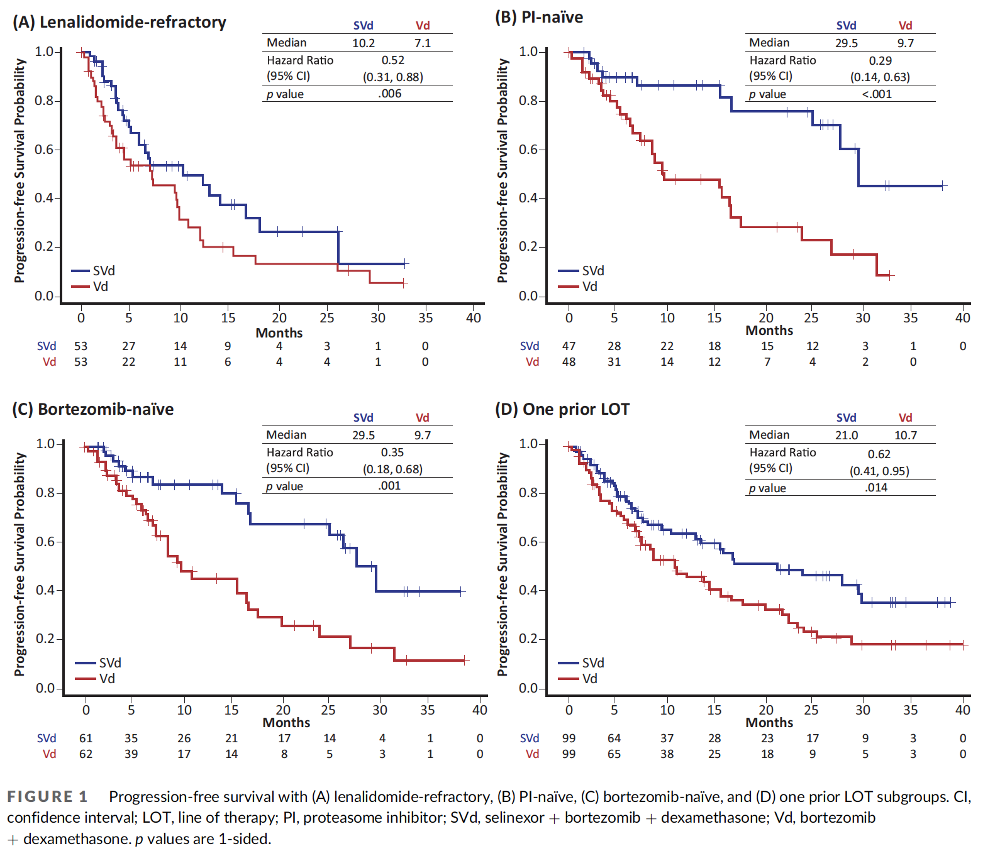 (A) Lenalidomide-refractory
SVd Vd
Median 10.2 7.1
Hazard Ratio 0.52
(95% CI) (0.31, 0.88)
p value .006
Progression-free Survival Probability
1.0
0.8
0.6
0.4
0.2
0.0
SVd
Vd
0 5 10 15 20 25 30 35 40
Months
SVd 53 27 14 9 4 3 1 0
Vd 53 22 11 6 4 4 1 0
(B) PI-naïve
SVd Vd
Median 29.5 9.7
Hazard Ratio 0.29
(95% CI) (0.14, 0.63)
p value <.001
Progression-free Survival Probability
1.0
0.8
0.6
0.4
0.2
0.0
SVd
Vd
0 5 10 15 20 25 30 35 40
Months
SVd 47 28 22 18 15 12 3 1 0
Vd 48 31 14 12 7 4 2 0
(C) Bortezomib-naïve
SVd Vd
Median 29.5 9.7
Hazard Ratio 0.35
(95% CI) (0.18, 0.68)
p value .001
Progression-free Survival Probability
1.0
0.8
0.6
0.4
0.2
0.0
SVd
Vd
0 5 10 15 20 25 30 35 40
Months
SVd 61 35 26 21 17 14 4 1 0
Vd 62 39 17 14 8 5 3 1 0
(D) One prior LOT
SVd Vd
Median 21.0 10.7
Hazard Ratio 0.62
(95% CI) (0.41, 0.95)
p value .014
Progression-free Survival Probability
1.0
0.8
0.6
0.4
0.2
0.0
SVd
Vd
0 5 10 15 20 25 30 35 40
Months
SVd 99 64 37 28 23 17 9 3 0
Vd 99 65 38 25 18 9 5 3 0
FIGURE 1 Progression-free survival with (A) lenalidomide-refractory, (B) PI-naïve, (C) bortezomib-naïve, and (D) one prior LOT subgroups. CI,
confidence interval; LOT, line of therapy; PI, proteasome inhibitor; SVd, selinexor + bortezomib + dexamethasone; Vd, bortezomib
+ dexamethasone. p values are 1-sided.